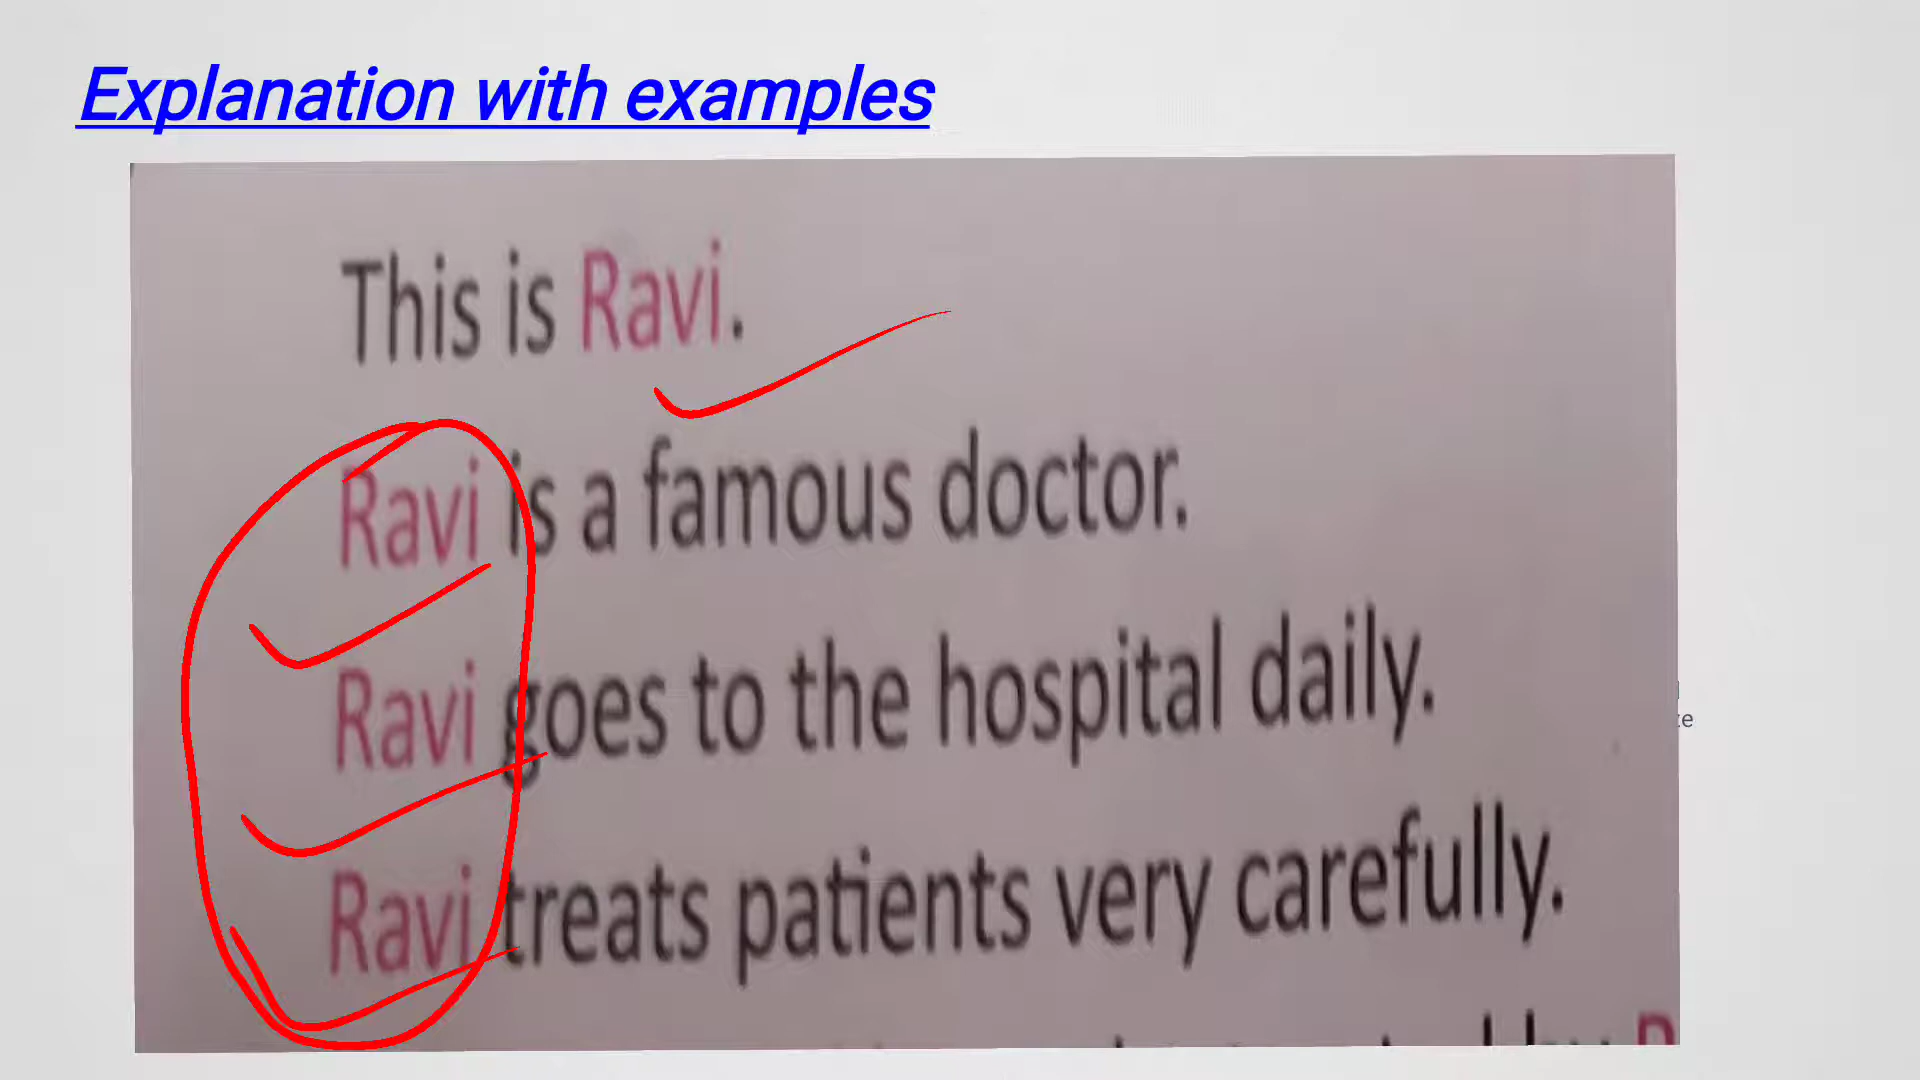 Explanation with examples
This is Ravi.
Ravi is a famous doctor.
Ravi goes to the hospital daily.
Ravi treats patients very carefully.